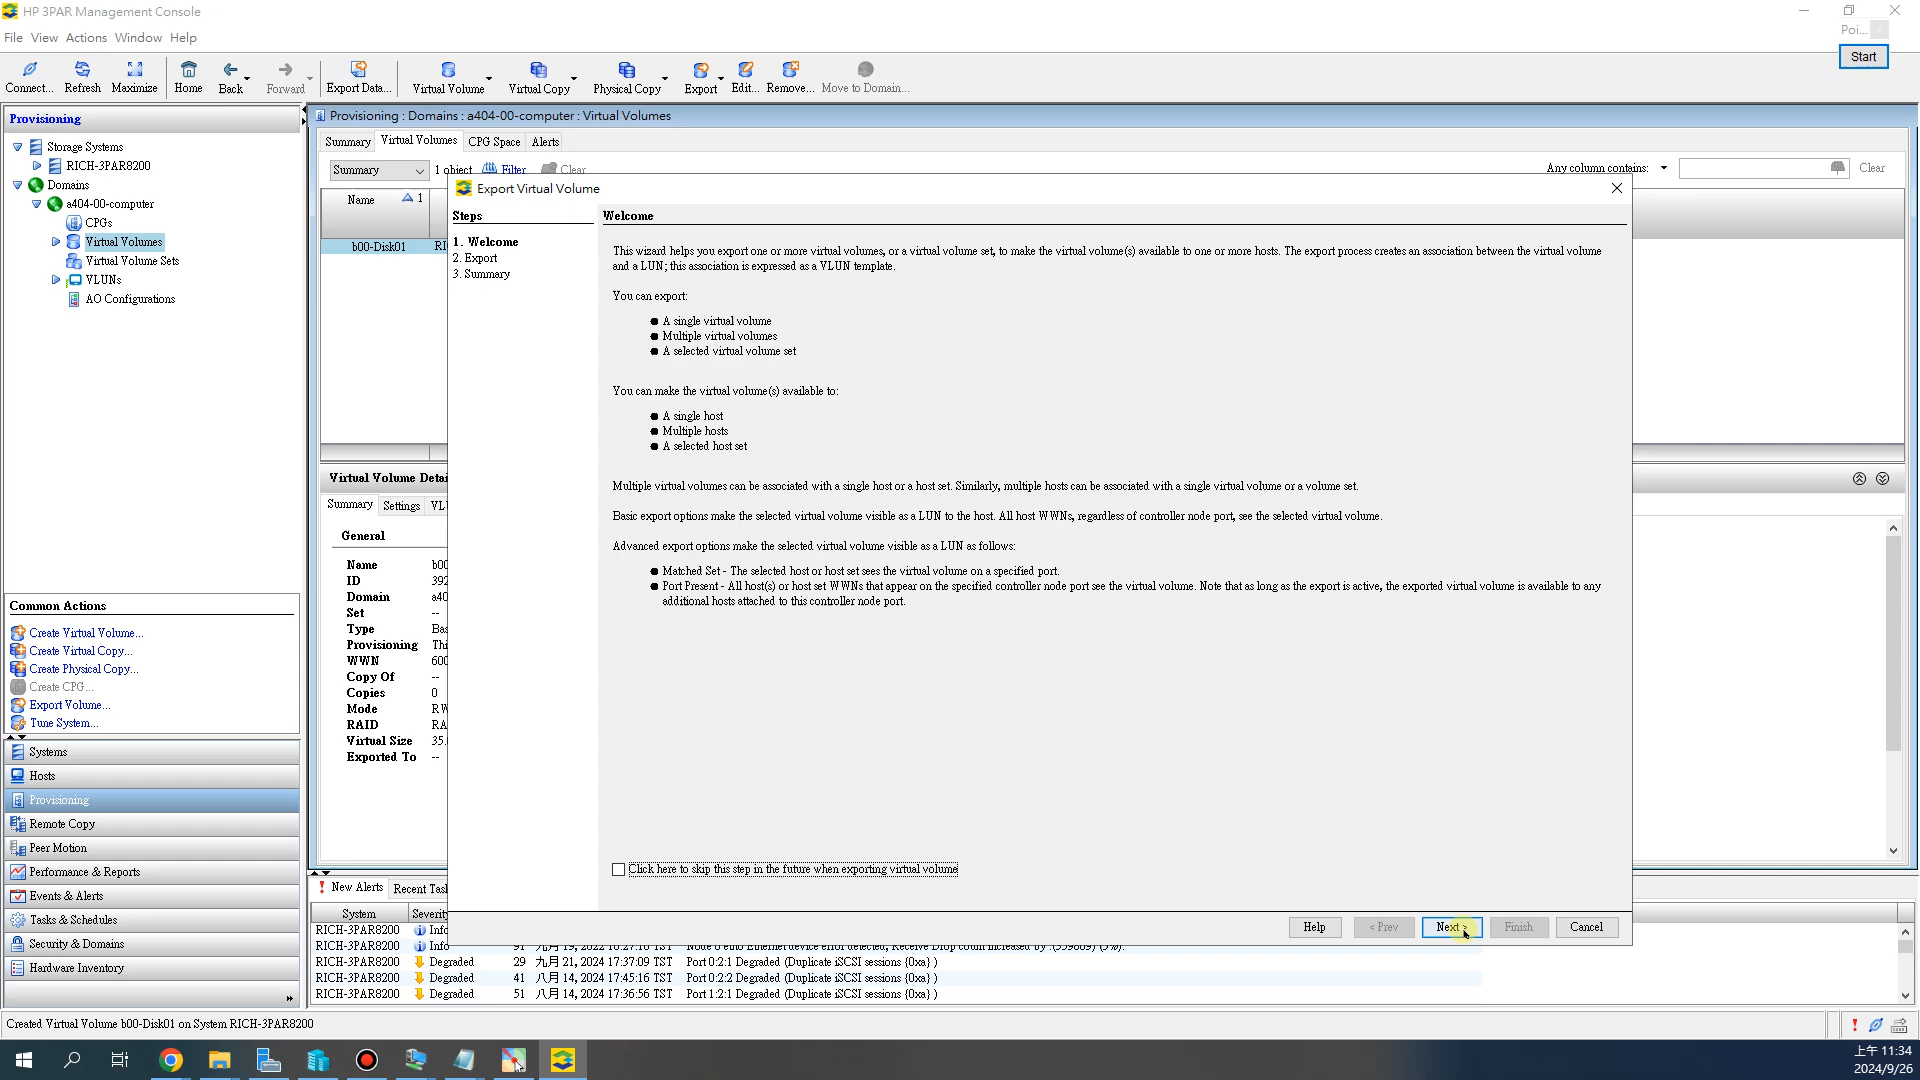 HP 3PAR Management Console
File View Actions Window Help
Poi...
Start
Connect... Refresh Maximize Home Back Forward Export Data... Virtual Volume Virtual Copy Physical Copy Export Edit... Remove... Move to Domain...
Provisioning
Storage Systems
RICH-3PAR8200
Domains
a404-00-computer
CPGs
Virtual Volumes
Virtual Volume Sets
VLUNs
AO Configurations
Common Actions
Create Virtual Volume...
Create Virtual Copy...
Create Physical Copy...
Create CPG...
Export Volume...
Tune System...
Systems
Hosts
Provisioning
Remote Copy
Peer Motion
Performance & Reports
Events & Alerts
Tasks & Schedules
Security & Domains
Hardware Inventory
Provisioning : Domains : a404-00-computer : Virtual Volumes
Summary Virtual Volumes CPG Space Alerts
Summary 1 object Filter Clear
Any column contains: Clear
Name 1
b00-Disk01
Summary Settings
General
Name
ID 392
Domain
Set --
Type
Provisioning
WWN
Copy Of --
Copies 0
Mode
RAID
Virtual Size
Exported To --
Export Virtual Volume
Steps
1. Welcome
2. Export
3. Summary
Welcome
This wizard helps you export one or more virtual volumes, or a virtual volume set, to make the virtual volume(s) available to one or more hosts. The export process creates an association between the virtual volume
and a LUN; this association is expressed as a VLUN template.
You can export:
A single virtual volume
Multiple virtual volumes
A selected virtual volume set
You can make the virtual volume(s) available to:
A single host
Multiple hosts
A selected host set
Multiple virtual volumes can be associated with a single host or a host set. Similarly, multiple hosts can be associated with a single virtual volume or a volume set.
Basic export options make the selected virtual volume visible as a LUN to the host. All host WWNs, regardless of controller node port, see the selected virtual volume.
Advanced export options make the selected virtual volume visible as a LUN as follows:
Matched Set - The selected host or host set sees the virtual volume on a specified port.
Port Present - All host(s) or host set WWNs that appear on the specified controller node port see the virtual volume. Note that as long as the export is active, the exported virtual volume is available to any
additional hosts attached to this controller node port.
Click here to skip this step in the future when exporting virtual volume
Help < Prev Next > Finish Cancel
New Alerts Recent
System Severity
RICH-3PAR8200 Info
RICH-3PAR8200 Info
RICH-3PAR8200 Degraded 29 九月 21, 2024 17:37:09 TST Port 0:2:1 Degraded (Duplicate iSCSI sessions {0xa} )
RICH-3PAR8200 Degraded 41 八月 14, 2024 17:45:16 TST Port 0:2:2 Degraded (Duplicate iSCSI sessions {0xa} )
RICH-3PAR8200 Degraded 51 八月 14, 2024 17:36:56 TST Port 1:2:1 Degraded (Duplicate iSCSI sessions {0xa} )
Created Virtual Volume b00-Disk01 on System RICH-3PAR8200
上午 11:34
2024/9/26